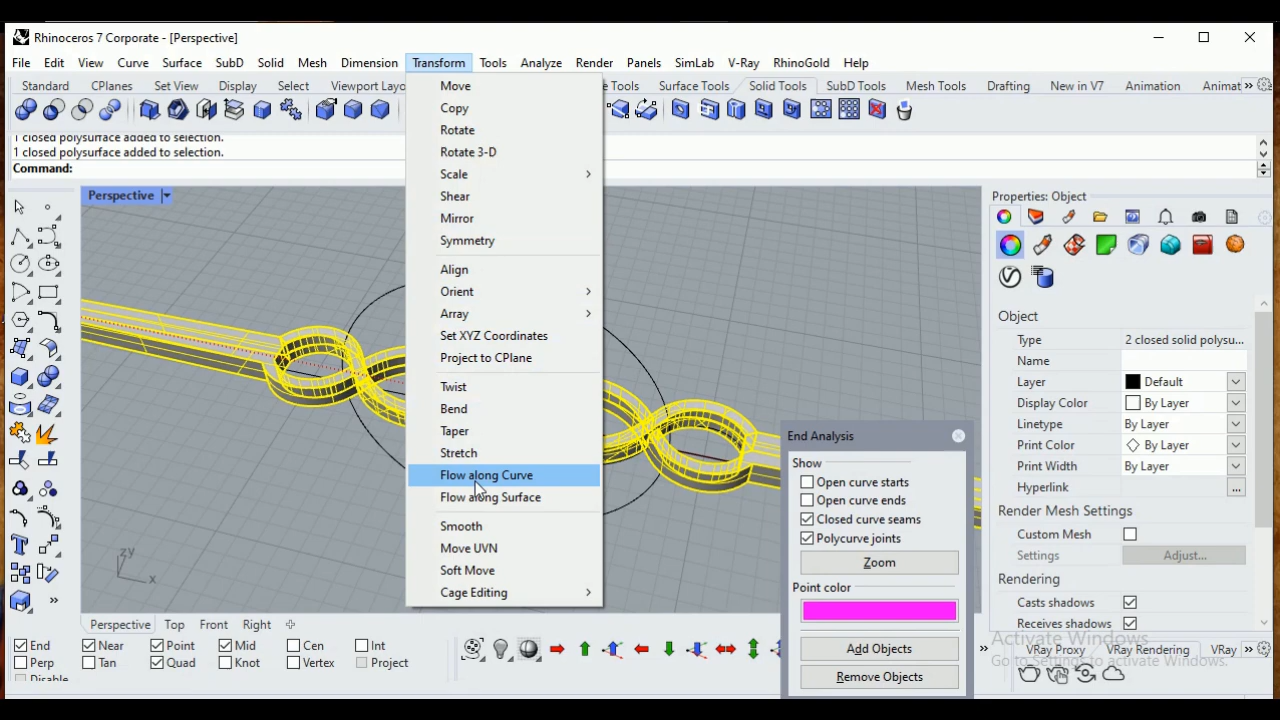 Rhinoceros 7 Corporate - [Perspective]
File Edit View Curve Surface SubD Solid Mesh Dimension Transform Tools Analyze Render Panels SimLab V-Ray RhinoGold Help
Standard CPlanes Set View Display Select Viewport Layo e Tools Surface Tools Solid Tools SubD Tools Mesh Tools Drafting New in V7 Animation Animat »
1 closed polysurface added to selection.
1 closed polysurface added to selection.
Command:
Perspective
Move
Copy
Rotate
Rotate 3-D
Scale
Shear
Mirror
Symmetry
Align
Orient
Array
Set XYZ Coordinates
Project to CPlane
Twist
Bend
Taper
Stretch
Flow along Curve
Flow along Surface
Smooth
Move UVN
Soft Move
Cage Editing
zy
x
End Analysis
Show
Open curve starts
Open curve ends
Closed curve seams
Polycurve joints
Zoom
Point color
Add Objects
Remove Objects
Properties: Object
Object
Type 2 closed solid polysu...
Name
Layer Default
Display Color By Layer
Linetype By Layer
Print Color By Layer
Print Width By Layer
Hyperlink ...
Render Mesh Settings
Custom Mesh
Settings Adjust...
Rendering
Casts shadows
Receives shadows
Activate Windows
Go to Settings to activate Windows.
VRay Proxy VRay Rendering VRay »
Perspective Top Front Right
End Near Point Mid Cen Int
Perp Tan Quad Knot Vertex Project
Disable